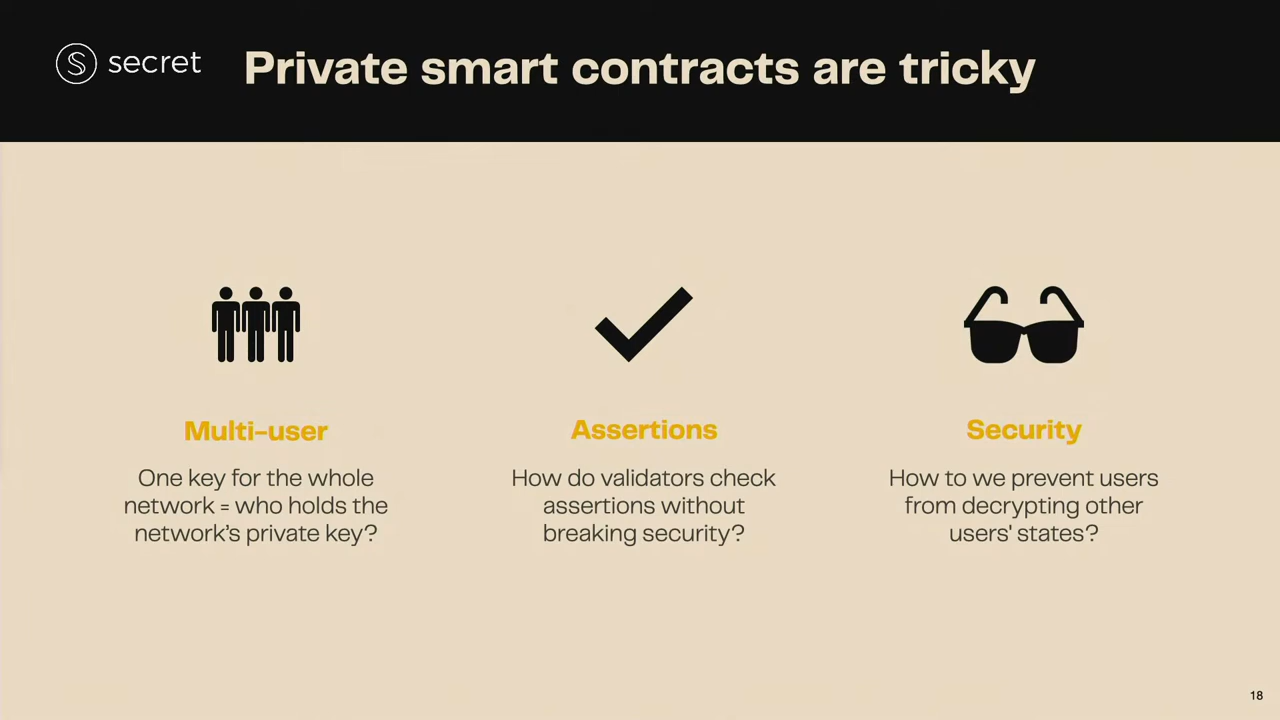 secret
Private smart contracts are tricky
Multi-user
One key for the whole
network = who holds the
network's private key?
Assertions
How do validators check
assertions without
breaking security?
Security
How to we prevent users
from decrypting other
users' states?
18